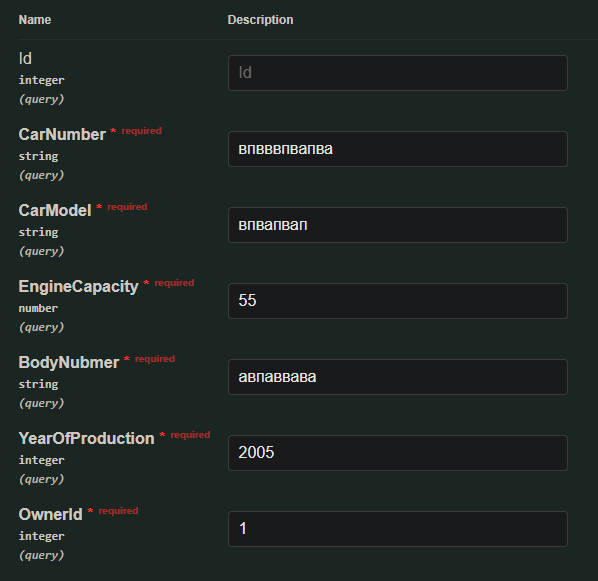 Name Description
Id
integer
(query)
Id
CarNumber * required
string
(query)
впвввпвапва
CarModel * required
string
(query)
впвапвап
EngineCapacity * required
number
(query)
55
BodyNubmer * required
string
(query)
авпаввава
YearOfProduction * required
integer
(query)
2005
OwnerId * required
integer
(query)
1